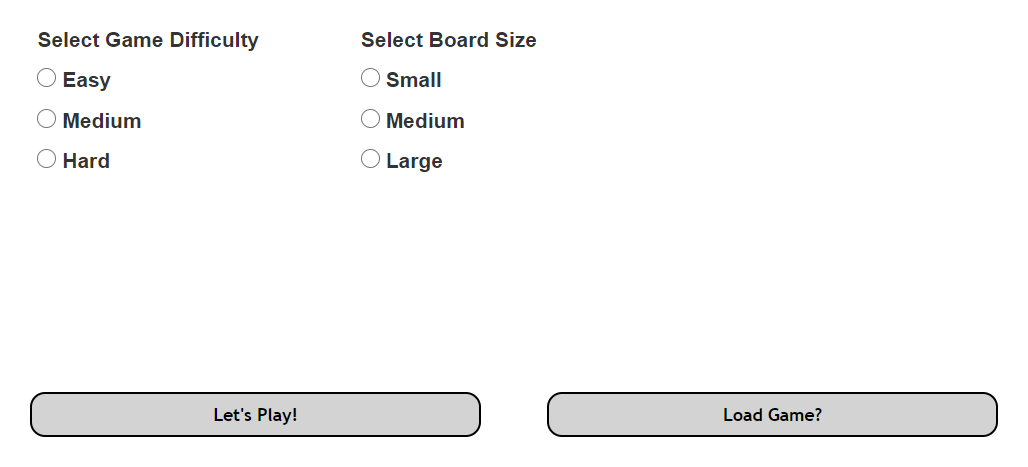 Select Game Difficulty
Easy
Medium
Hard
Select Board Size
Small
Medium
Large
Let's Play!
Load Game?